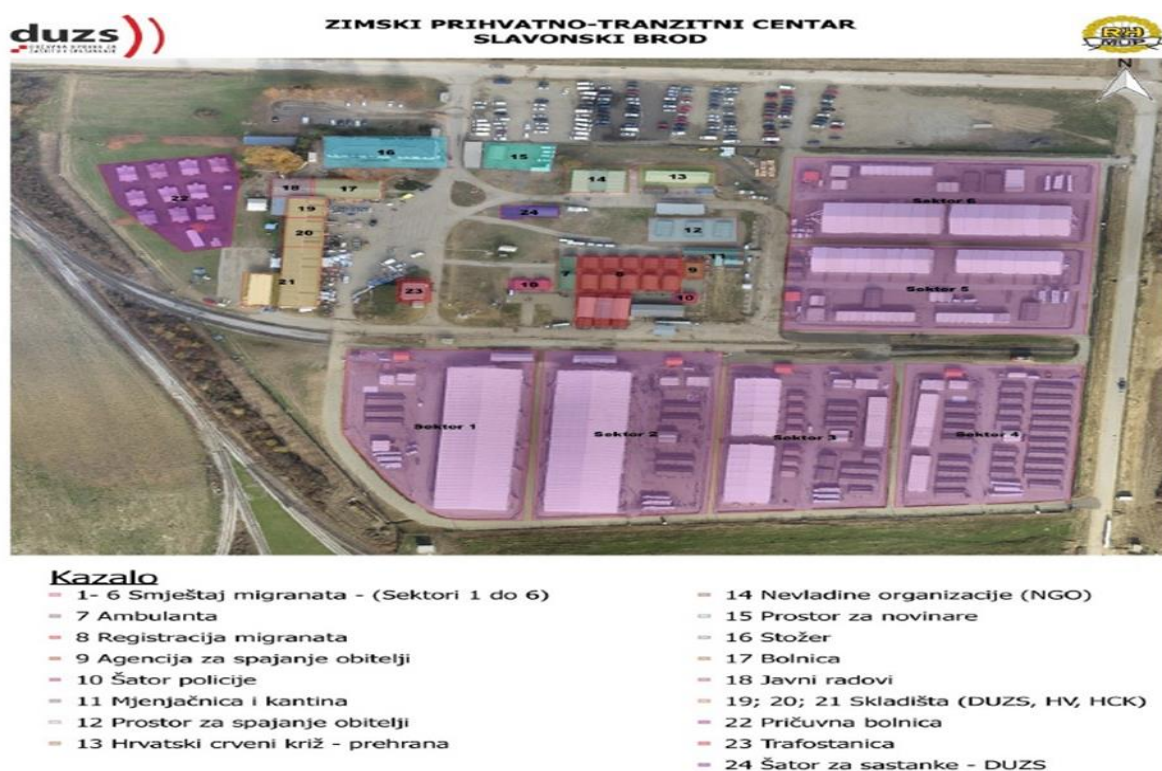 duzs
ZIMSKI PRIHVATNO-TRANZITNI CENTAR
SLAVONSKI BROD
RH
MUP
N
16
15
14
13
18
17
22
19
24
20
12
Sektor 6
7
8
9
21
23
10
10
Sektor 5
Sektor 1
Sektor 2
Sektor 3
Sektor 4
Kazalo
1- 6 Smještaj migranata - (Sektori 1 do 6)
7 Ambulanta
8 Registracija migranata
9 Agencija za spajanje obitelji
10 Šator policije
11 Mjenjačnica i kantina
12 Prostor za spajanje obitelji
13 Hrvatski crveni križ - prehrana
14 Nevladine organizacije (NGO)
15 Prostor za novinare
16 Stožer
17 Bolnica
18 Javni radovi
19; 20; 21 Skladišta (DUZS, HV, HCK)
22 Pričuvna bolnica
23 Trafostanica
24 Šator za sastanke - DUZS